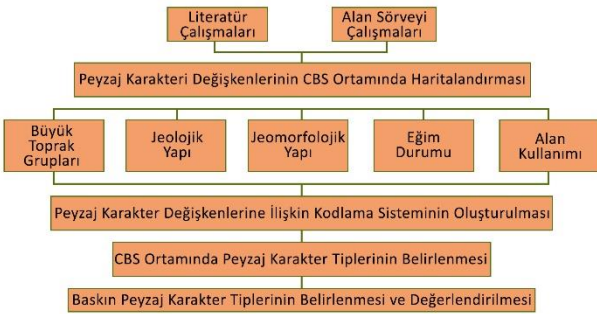 Literatür
Çalışmaları
Alan Sörveyi
Çalışmaları
Peyzaj Karakteri Değişkenlerinin CBS Ortamında Haritalandırması
Büyük
Toprak
Grupları
Jeolojik
Yapı
Jeomorfolojik
Yapı
Eğim
Durumu
Alan
Kullanımı
Peyzaj Karakter Değişkenlerine İlişkin Kodlama Sisteminin Oluşturulması
CBS Ortamında Peyzaj Karakter Tiplerinin Belirlenmesi
Baskın Peyzaj Karakter Tiplerinin Belirlenmesi ve Değerlendirilmesi